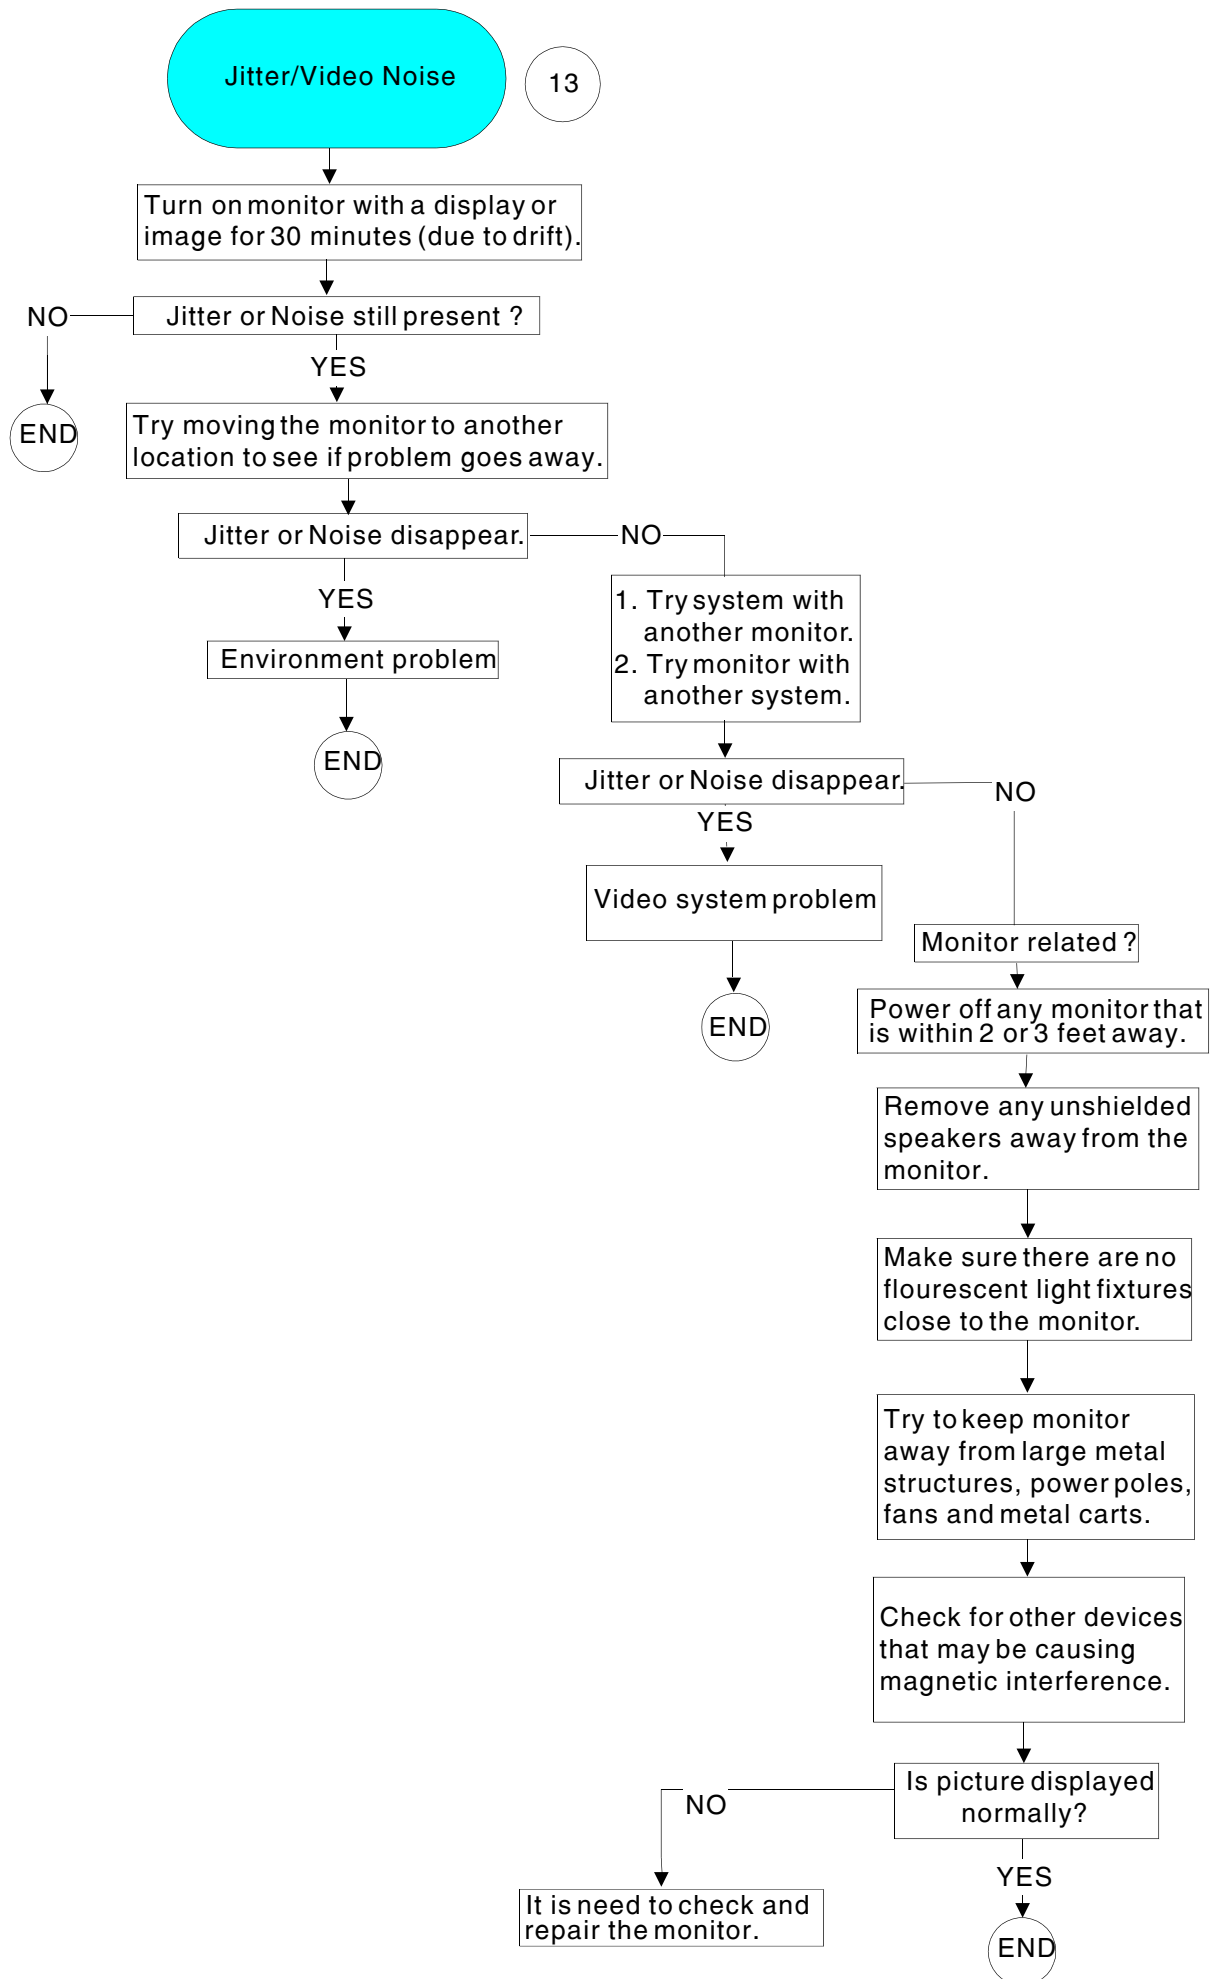 Jitter/Video Noise
13
Turn on monitor with a display or
image for 30 minutes (due to drift).
NO
Jitter or Noise still present ?
YES
END
Try moving the monitor to another
location to see if problem goes away.
Jitter or Noise disappear.
NO
YES
1. Try system with
another monitor.
2. Try monitor with
another system.
Environment problem
END
Jitter or Noise disappear.
NO
YES
Video system problem
Monitor related ?
END
Power off any monitor that
is within 2 or 3 feet away.
Remove any unshielded
speakers away from the
monitor.
Make sure there are no
flourescent light fixtures
close to the monitor.
Try to keep monitor
away from large metal
structures, power poles,
fans and metal carts.
Check for other devices
that may be causing
magnetic interference.
Is picture displayed
normally?
NO
YES
It is need to check and
repair the monitor.
END